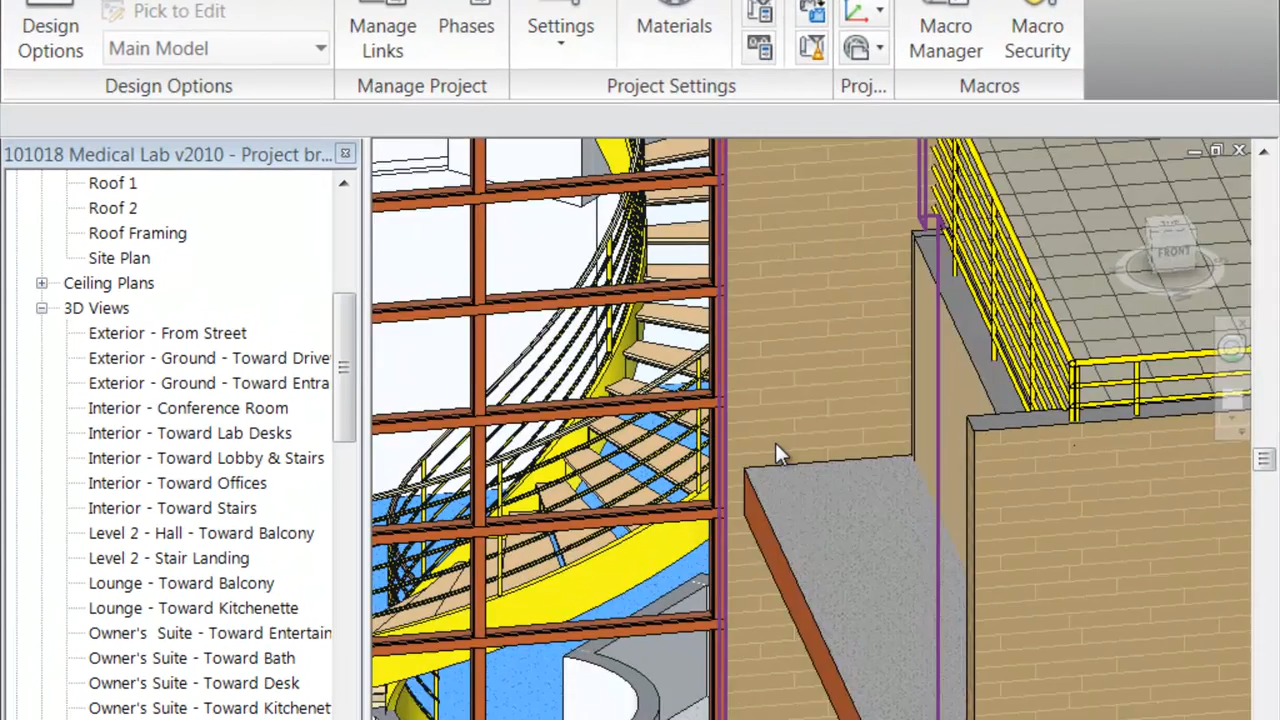 Pick to Edit
Design Options
Main Model
Manage Links
Phases
Settings
Materials
Macro Manager
Macro Security
Design Options
Manage Project
Project Settings
Proj...
Macros
101018 Medical Lab v2010 - Project br...
Roof 1
Roof 2
Roof Framing
Site Plan
Ceiling Plans
3D Views
Exterior - From Street
Exterior - Ground - Toward Drive
Exterior - Ground - Toward Entra
Interior - Conference Room
Interior - Toward Lab Desks
Interior - Toward Lobby & Stairs
Interior - Toward Offices
Interior - Toward Stairs
Level 2 - Hall - Toward Balcony
Level 2 - Stair Landing
Lounge - Toward Balcony
Lounge - Toward Kitchenette
Owner's Suite - Toward Entertain
Owner's Suite - Toward Bath
Owner's Suite - Toward Desk
Owner's Suite - Toward Kitchenet
FRONT